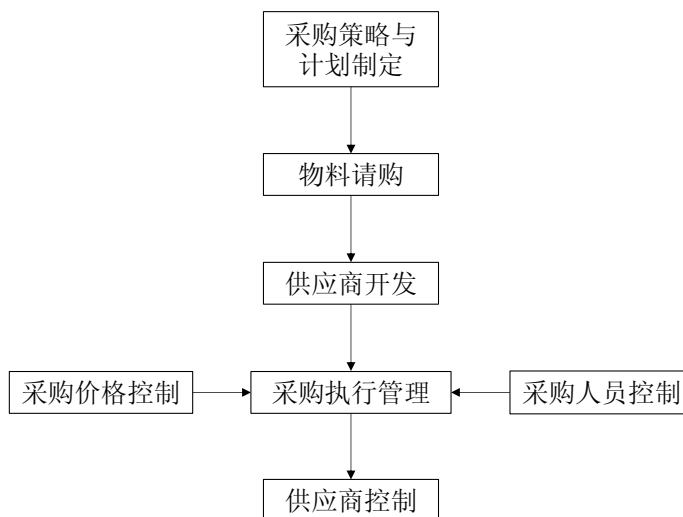 采购策略与
计划制定
物料请购
供应商开发
采购价格控制
采购执行管理
采购人员控制
供应商控制